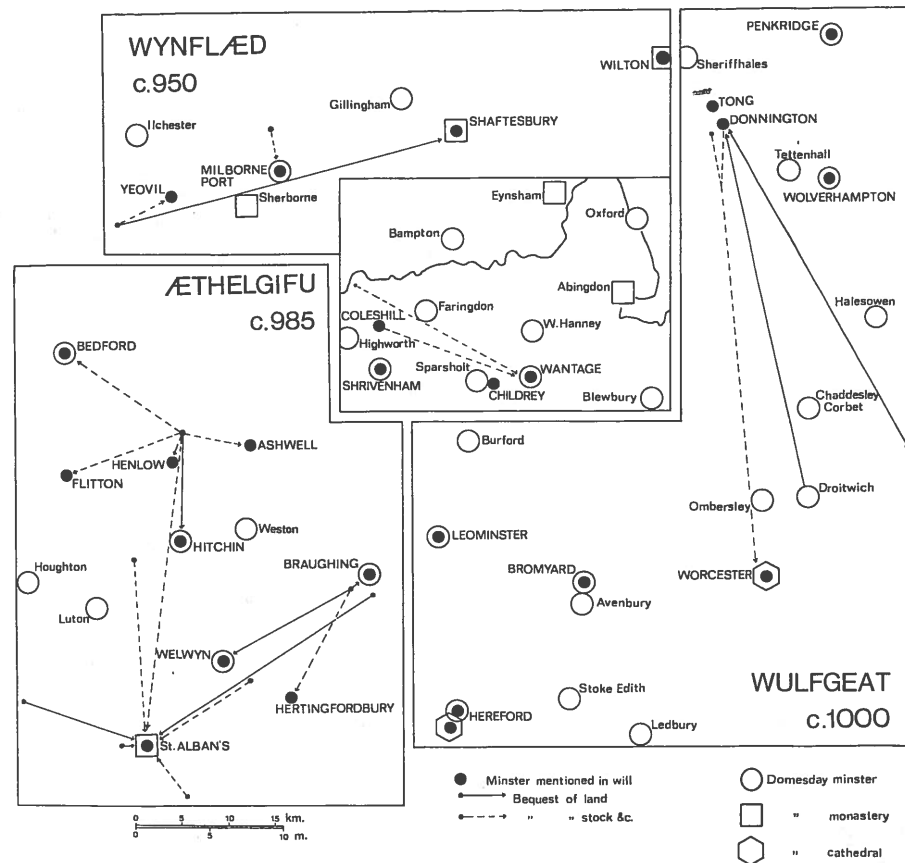 WYNFLÆD
c.950
Ilchester
Gillingham
WILTON
SHAFTESBURY
MILBORNE
PORT
YEOVIL
Sherborne
Eynsham
Oxford
Bampton
Abingdon
Faringdon
COLESHILL
Highworth
W.Hanney
Sparsholt
WANTAGE
SHRIVENHAM
CHILDREY
Blewbury
ÆTHELGIFU
c.985
BEDFORD
ASHWELL
HENLOW
FLITTON
Weston
HITCHIN
Houghton
BRAUGHING
Luton
WELWYN
HERTINGFORDBURY
St.ALBAN'S
PENKRIDGE
Sheriffhales
TONG
DONNINGTON
Tettenhall
WOLVERHAMPTON
Halesowen
Chaddesley
Corbet
Burford
Droitwich
Ombersley
LEOMINSTER
BROMYARD
WORCESTER
Avenbury
Stoke Edith
WULFGEAT
c.1000
HEREFORD
Ledbury
Minster mentioned in will
Bequest of land
" " stock &c.
Domesday minster
" monastery
" cathedral
0 5 10 15 km.
0 5 10 m.